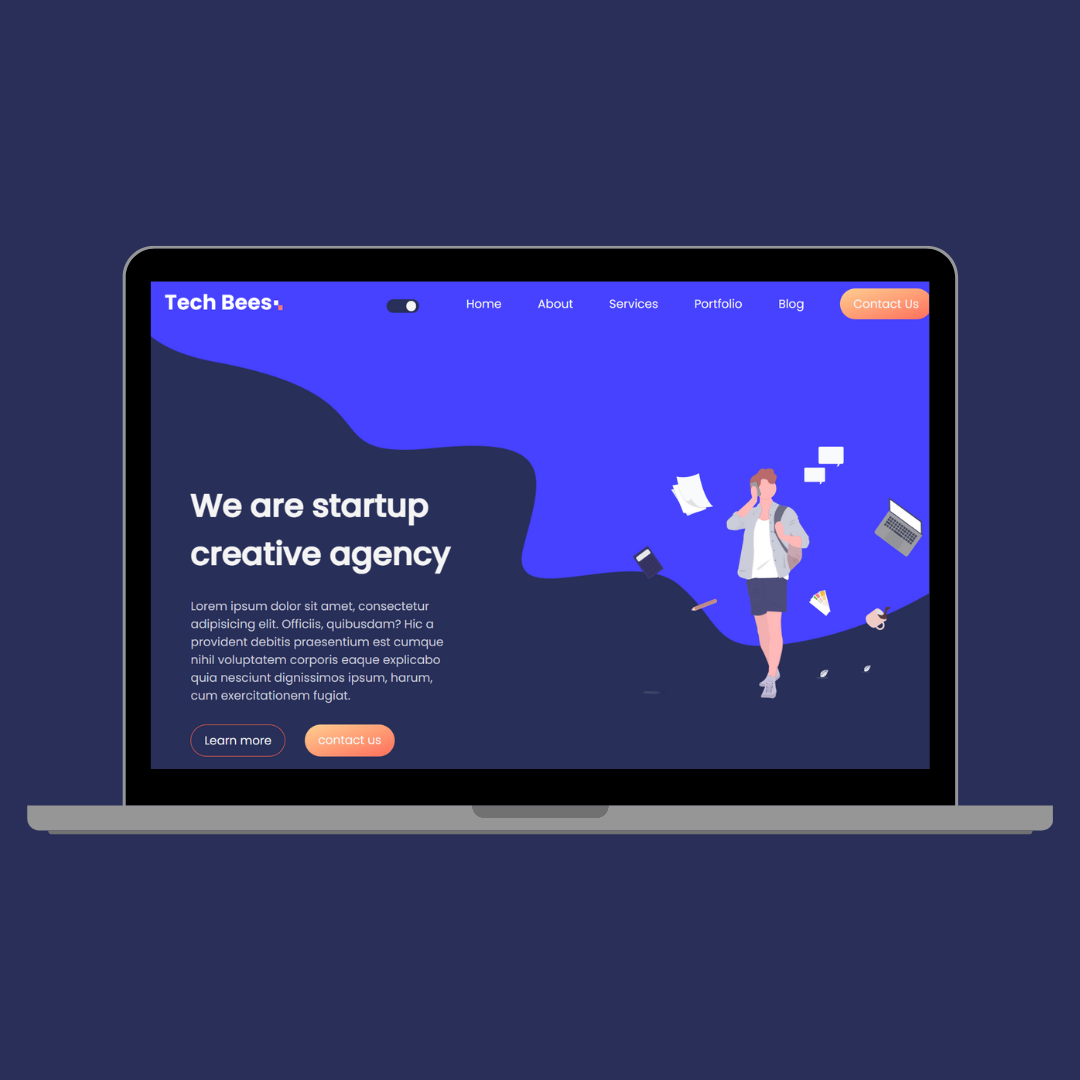 Tech Bees
Home About Services Portfolio Blog Contact Us
We are startup
creative agency
Lorem ipsum dolor sit amet, consectetur
adipisicing elit. Officiis, quibusdam? Hic a
provident debitis praesentium est cumque
nihil voluptatem corporis eaque explicabo
quia nesciunt dignissimos ipsum, harum,
cum exercitationem fugiat.
Learn more contact us